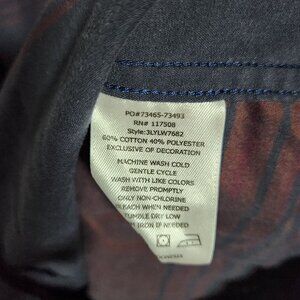 PO#73465-73493
RN# 117508
Style:3LYLW7682
60% COTTON 40% POLYESTER
EXCLUSIVE OF DECORATION
MACHINE WASH COLD
GENTLE CYCLE
WASH WITH LIKE COLORS
REMOVE PROMPTLY
ONLY NON-CHLORINE
BLEACH WHEN NEEDED
TUMBLE DRY LOW
IRON IF NEEDED